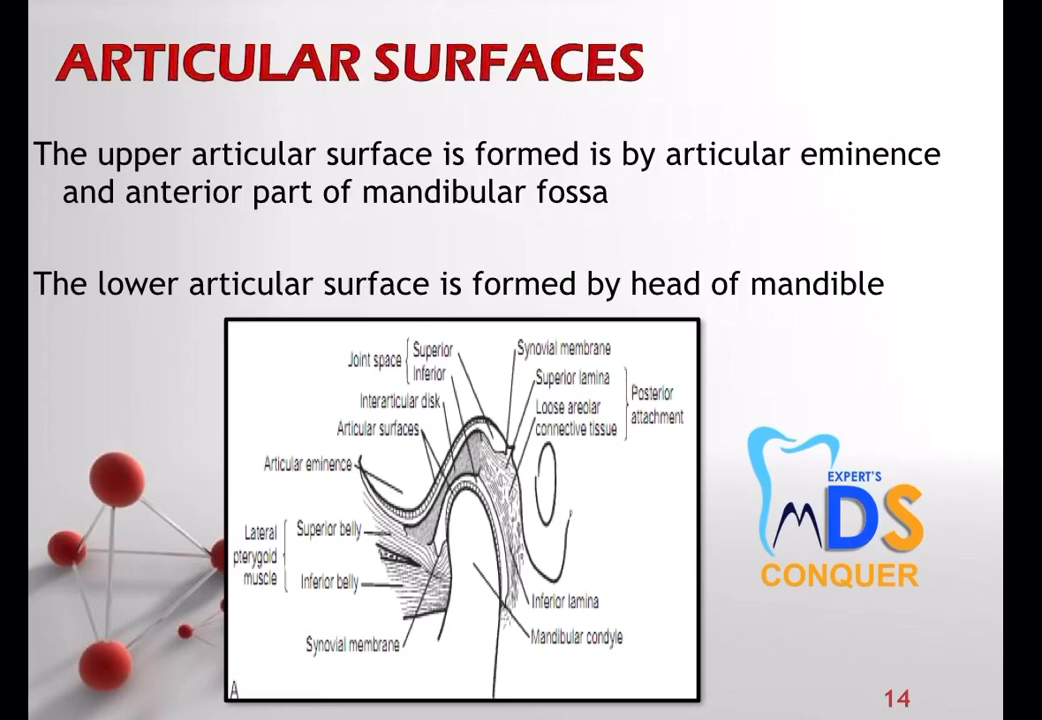 ARTICULAR SURFACES
The upper articular surface is formed is by articular eminence
and anterior part of mandibular fossa
The lower articular surface is formed by head of mandible
Joint space
Superior
Inferior
Interarticular disk
Articular surfaces
Articular eminence
Lateral
pterygoid
muscle
Superior belly
Inferior belly
Synovial membrane
Synovial membrane
Superior lamina
Loose areolar
connective tissue
Posterior
attachment
Inferior lamina
Mandibular condyle
A
EXPERT'S
MDS
CONQUER
14